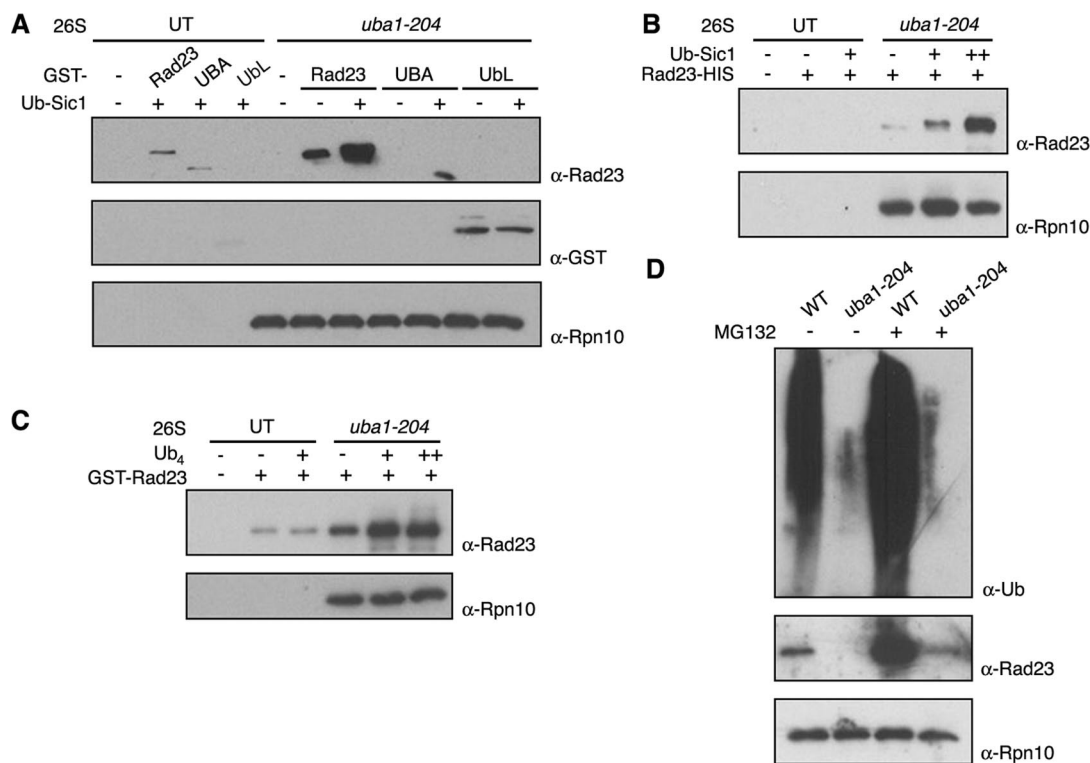 A
26S UT uba1-204
GST- - Rad23 UBA UbL - Rad23 UBA UbL
Ub-Sic1 - + + + - - + - + - +
α-Rad23
α-GST
α-Rpn10
B
26S UT uba1-204
Ub-Sic1 - - + - + ++
Rad23-HIS - + + + + +
α-Rad23
α-Rpn10
C
26S UT uba1-204
Ub4 - - + - + ++
GST-Rad23 - + + + + +
α-Rad23
α-Rpn10
D
WT uba1-204 WT uba1-204
MG132 - - + +
α-Ub
α-Rad23
α-Rpn10